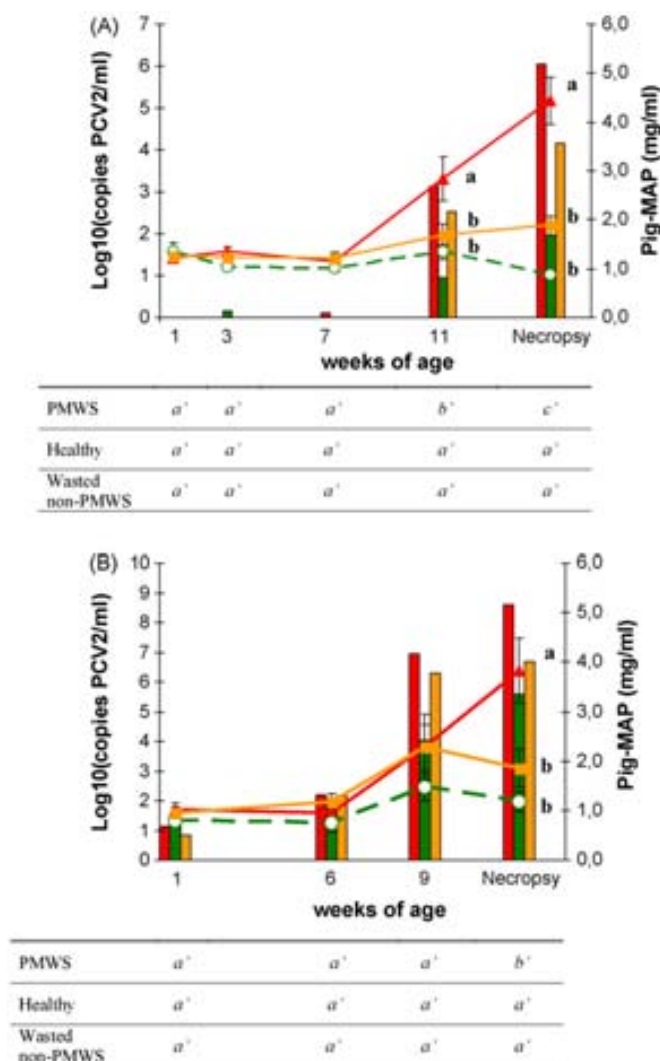 (A)
7
6
5
4
3
2
1
0
Log10(copies PCV2/ml)
6,0
5,0
4,0
3,0
2,0
1,0
0,0
Pig-MAP (mg/ml)
a
a
b
b
b
b
1 3 7 11 Necropsy
weeks of age
PMWS a' a' a' b' c'
Healthy a' a' a' a' a'
Wasted
non-PMWS a' a' a' a' a'
(B)
10
9
8
7
6
5
4
3
2
1
0
Log10(copies PCV2/ml)
6,0
5,0
4,0
3,0
2,0
1,0
0,0
Pig-MAP (mg/ml)
a
b
b
1 6 9 Necropsy
weeks of age
PMWS a' a' a' b'
Healthy a' a' a' a'
Wasted
non-PMWS a' a' a' a'